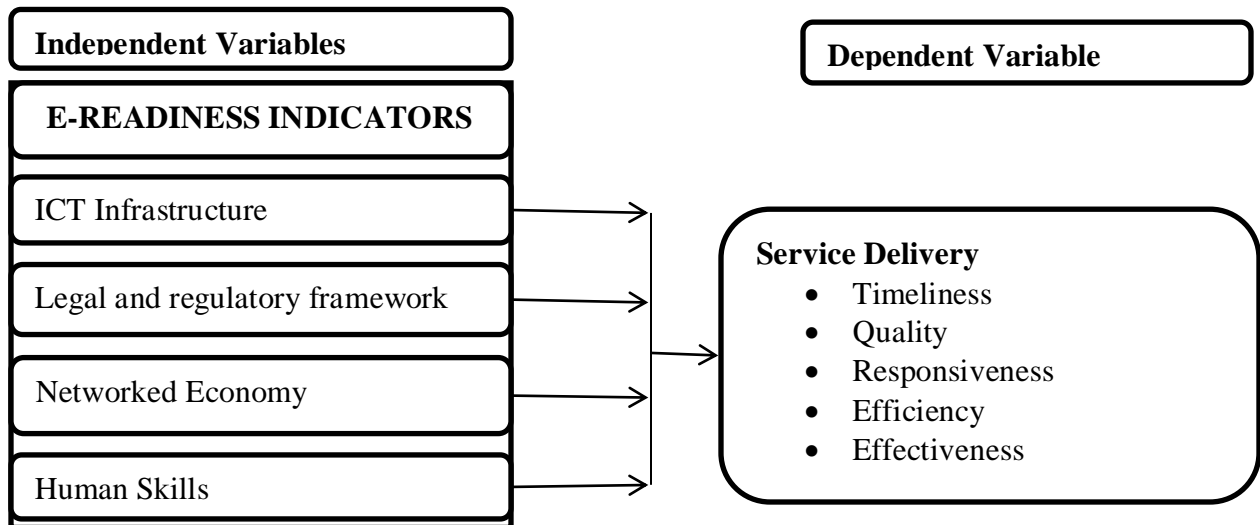 Independent Variables
Dependent Variable
E-READINESS INDICATORS
ICT Infrastructure
Legal and regulatory framework
Networked Economy
Human Skills
Service Delivery
• Timeliness
• Quality
• Responsiveness
• Efficiency
• Effectiveness